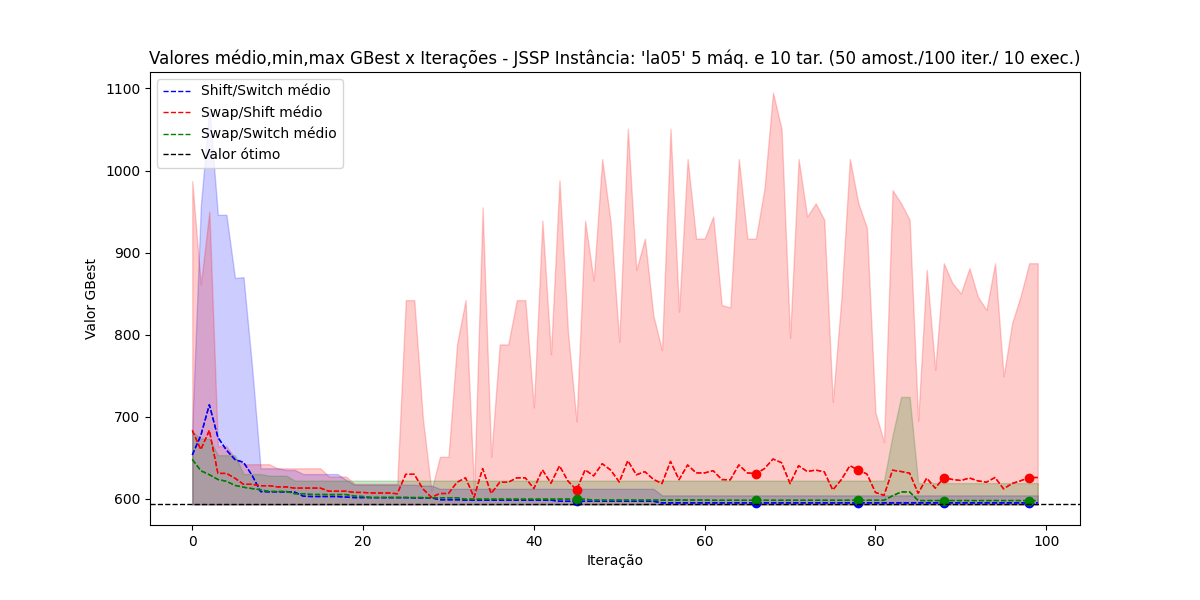 Valores médio,min,max GBest x Iterações - JSSP Instância: 'la05' 5 máq. e 10 tar. (50 amost./100 iter./ 10 exec.)
Shift/Switch médio
Swap/Shift médio
Swap/Switch médio
Valor ótimo
1100
1000
900
800
700
600
Valor GBest
0 20 40 60 80 100
Iteração